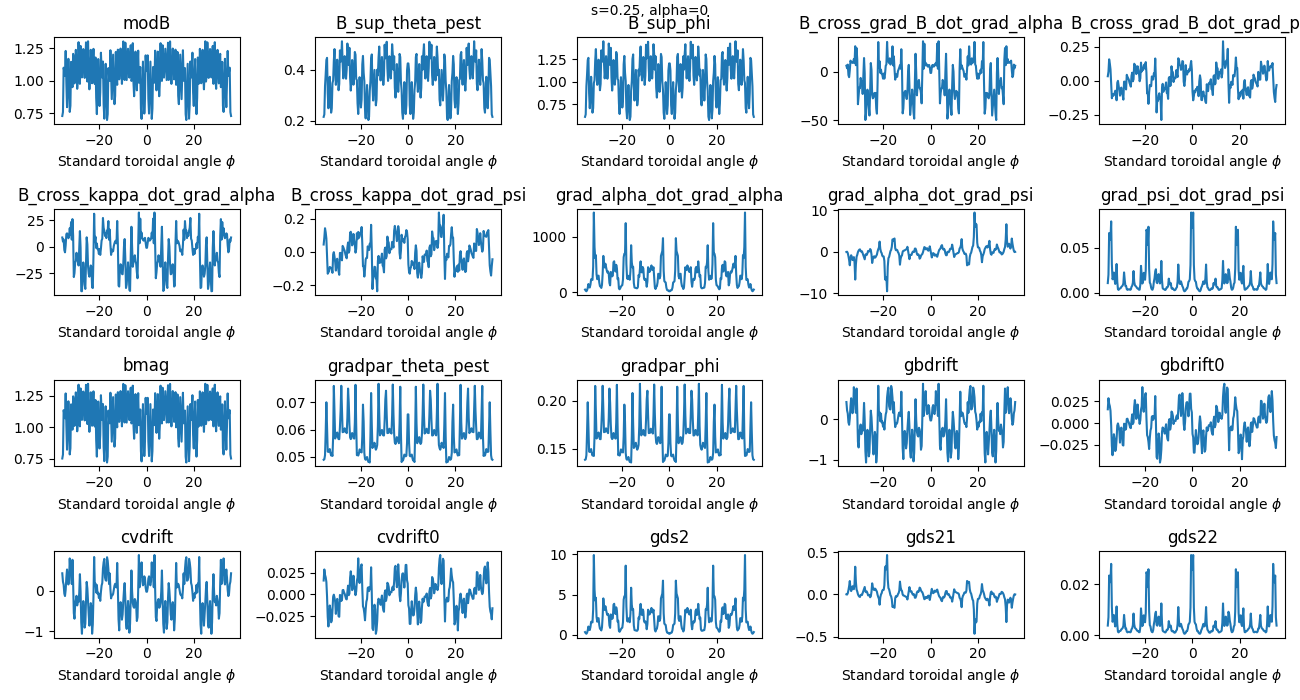 s=0.25, alpha=0
modB
B_sup_theta_pest
B_sup_phi
B_cross_grad_B_dot_grad_alpha
B_cross_grad_B_dot_grad_p
1.25
1.00
0.75
−20
0
20
Standard toroidal angle ϕ
0.4
0.2
−20
0
20
Standard toroidal angle ϕ
1.25
1.00
0.75
−20
0
20
Standard toroidal angle ϕ
0
−50
−20
0
20
Standard toroidal angle ϕ
0.25
0.00
−0.25
−20
0
20
Standard toroidal angle ϕ
B_cross_kappa_dot_grad_alpha
B_cross_kappa_dot_grad_psi
grad_alpha_dot_grad_alpha
grad_alpha_dot_grad_psi
grad_psi_dot_grad_psi
25
0
−25
−20
0
20
Standard toroidal angle ϕ
0.2
0.0
−0.2
−20
0
20
Standard toroidal angle ϕ
1000
0
−20
0
20
Standard toroidal angle ϕ
10
0
−10
−20
0
20
Standard toroidal angle ϕ
0.05
0.00
−20
0
20
Standard toroidal angle ϕ
bmag
gradpar_theta_pest
gradpar_phi
gbdrift
gbdrift0
1.25
1.00
0.75
−20
0
20
Standard toroidal angle ϕ
0.07
0.06
0.05
−20
0
20
Standard toroidal angle ϕ
0.20
0.15
−20
0
20
Standard toroidal angle ϕ
0
−1
−20
0
20
Standard toroidal angle ϕ
0.025
0.000
−0.025
−20
0
20
Standard toroidal angle ϕ
cvdrift
cvdrift0
gds2
gds21
gds22
0
−1
−20
0
20
Standard toroidal angle ϕ
0.025
0.000
−0.025
−20
0
20
Standard toroidal angle ϕ
10
5
0
−20
0
20
Standard toroidal angle ϕ
0.5
0.0
−0.5
−20
0
20
Standard toroidal angle ϕ
0.02
0.00
−20
0
20
Standard toroidal angle ϕ